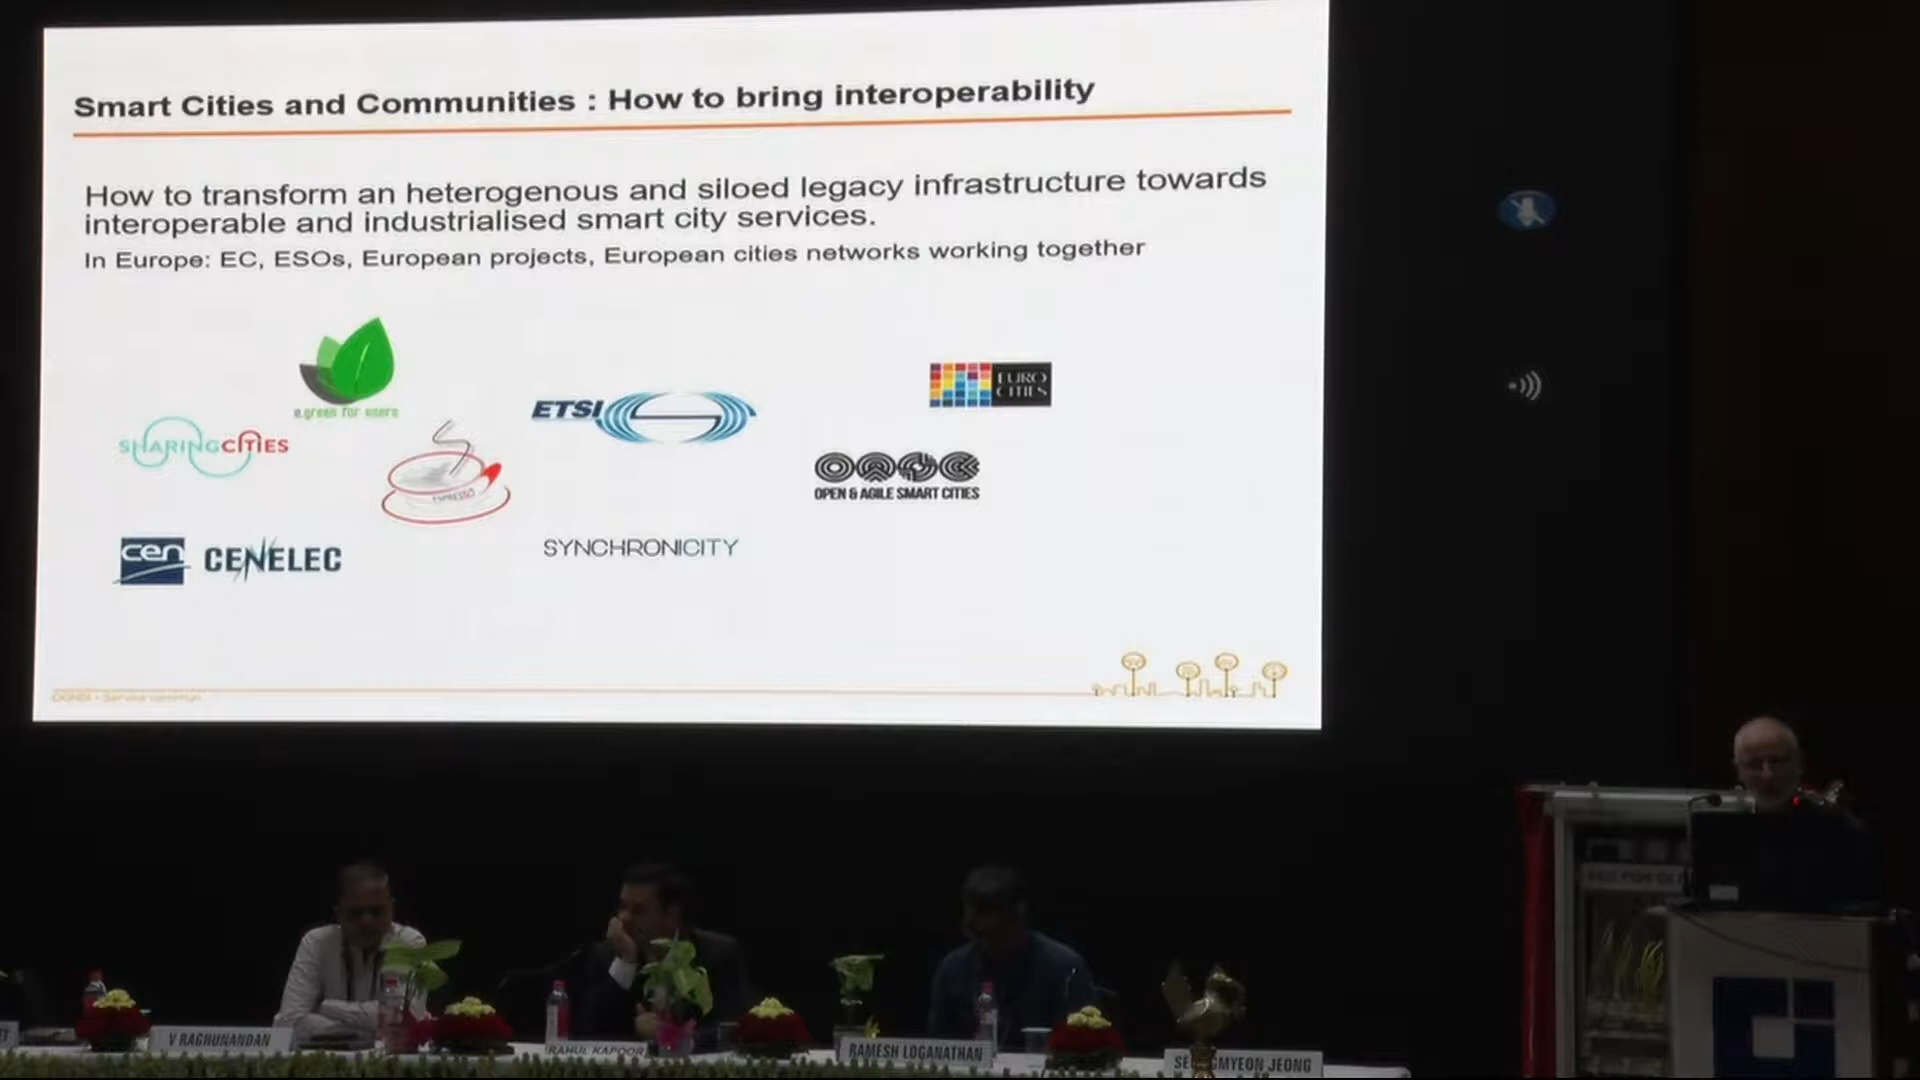 Smart Cities and Communities : How to bring interoperability
How to transform an heterogenous and siloed legacy infrastructure towards
interoperable and industrialised smart city services.
In Europe: EC, ESOs, European projects, European cities networks working together
e.green for users
SHARINGCITIES
ESPRESSO
ETSI
EURO
CITIES
OPEN & AGILE SMART CITIES
cen CENELEC
SYNCHRONICITY
V RAGHUNANDAN
RAHUL KAPOOR
RAMESH LOGANATHAN
JEONG